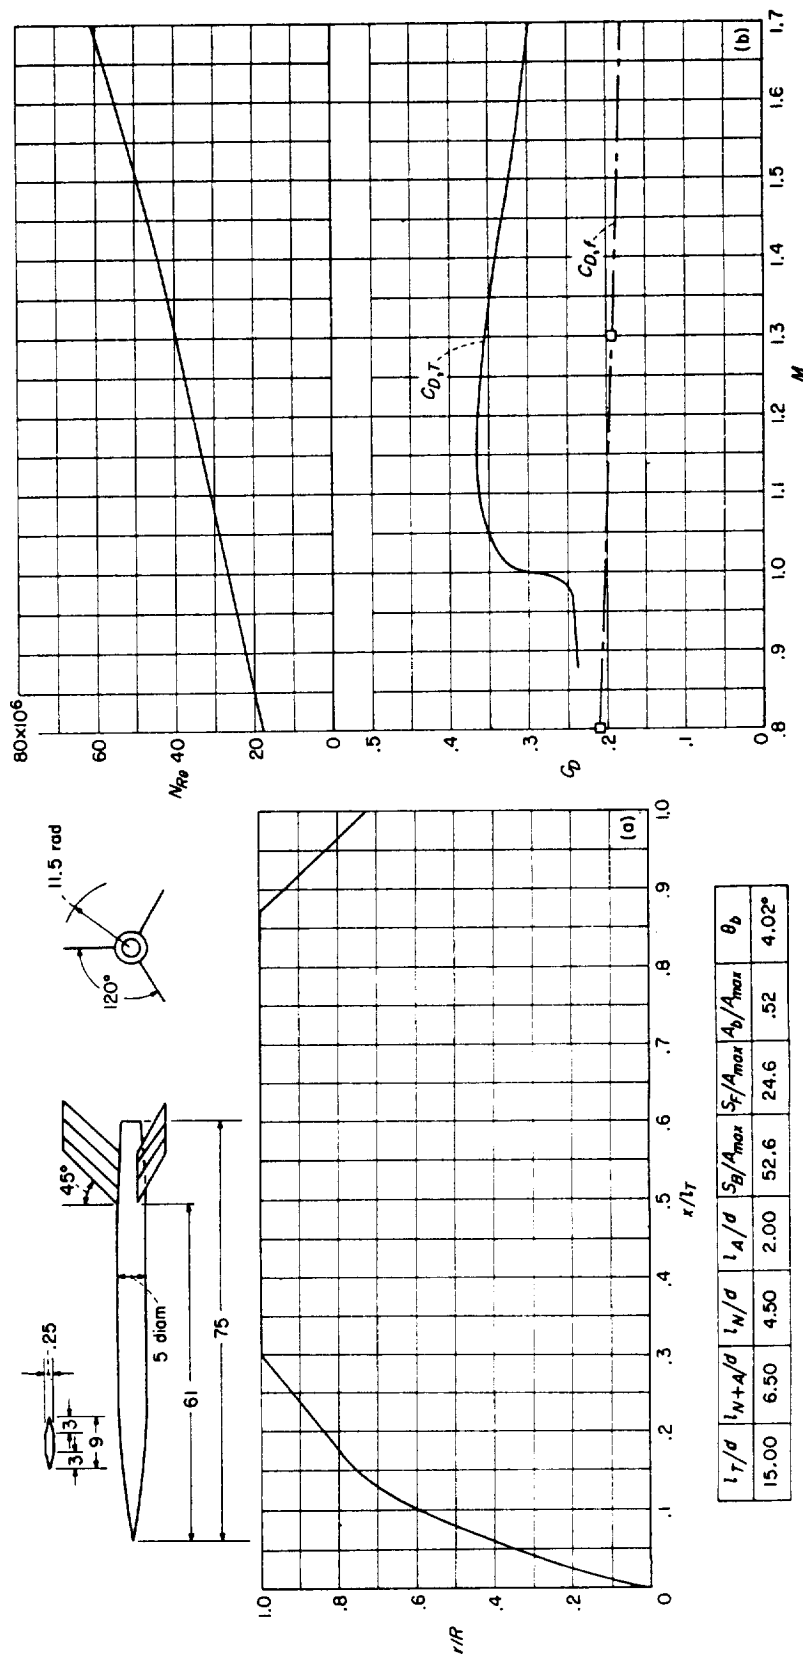 .25
3 3
9
45°
120°
11.5 rad
5 diam
61
75
1.0
.8
.6
.4
.2
0
r/R
0 .1 .2 .3 .4 .5 .6 .7 .8 .9 1.0
x/l_T
(a)
l_T/d l_N+A/d l_N/d l_A/d S_B/A_max S_F/A_max A_b/A_max θ_b
15.00 6.50 4.50 2.00 52.6 24.6 .52 4.02°
80×10⁶
60
N_Re 40
20
0
.5
.4
.3
C_D
.2
.1
0
C_D,T
C_D,f
(b)
.8 .9 1.0 1.1 1.2 1.3 1.4 1.5 1.6 1.7
M